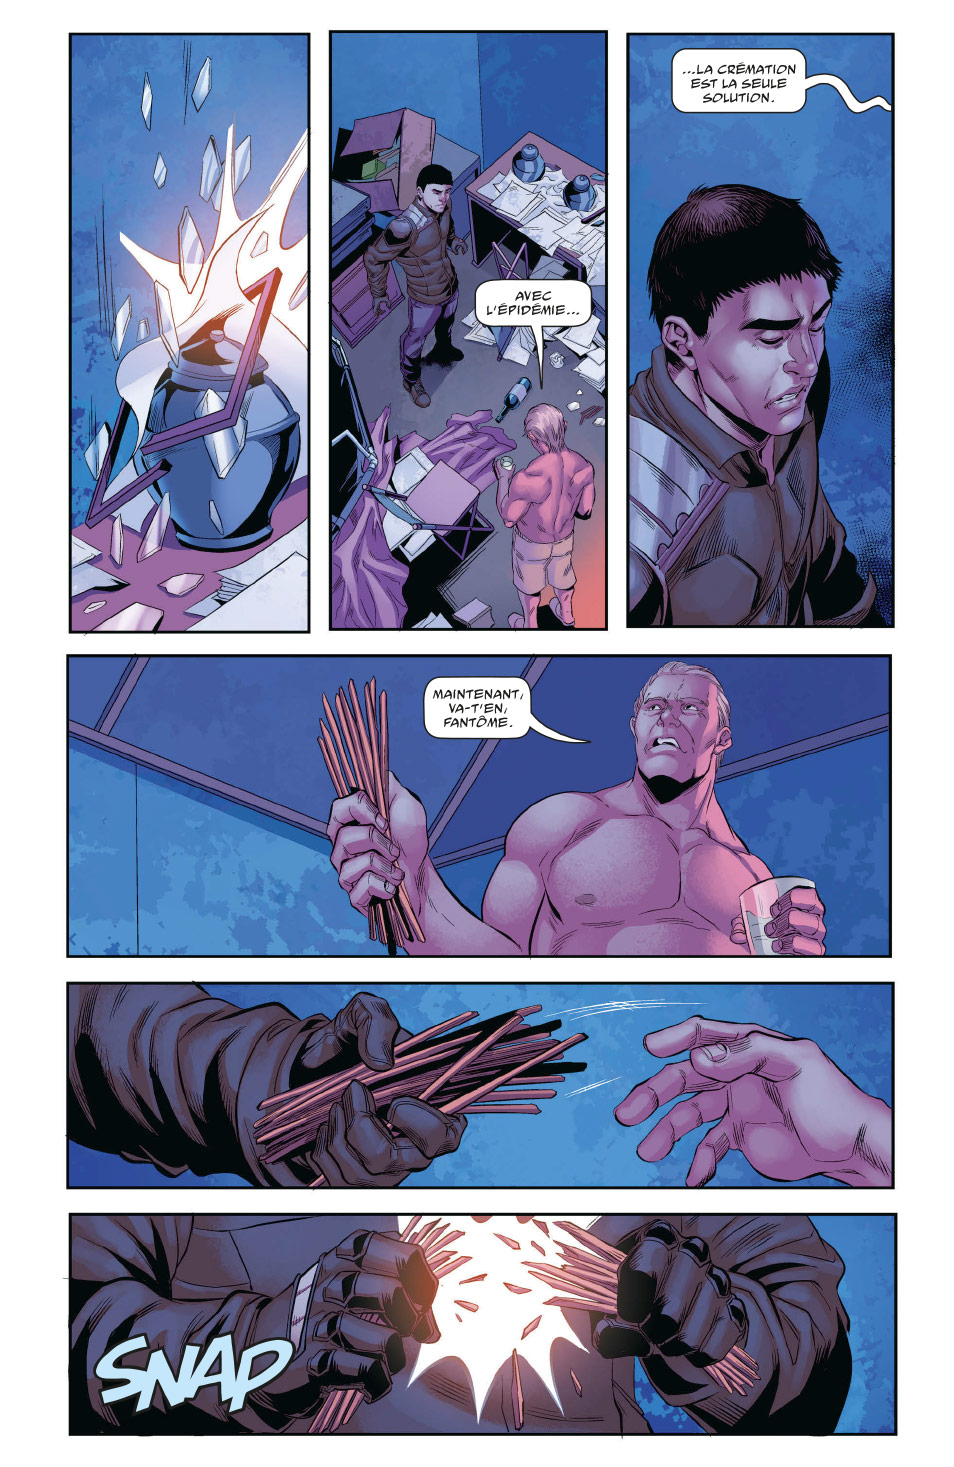 AVEC
L'ÉPIDÉMIE...
...LA CRÉMATION
EST LA SEULE
SOLUTION.
MAINTENANT,
VA-T'EN,
FANTÔME.
SNAP